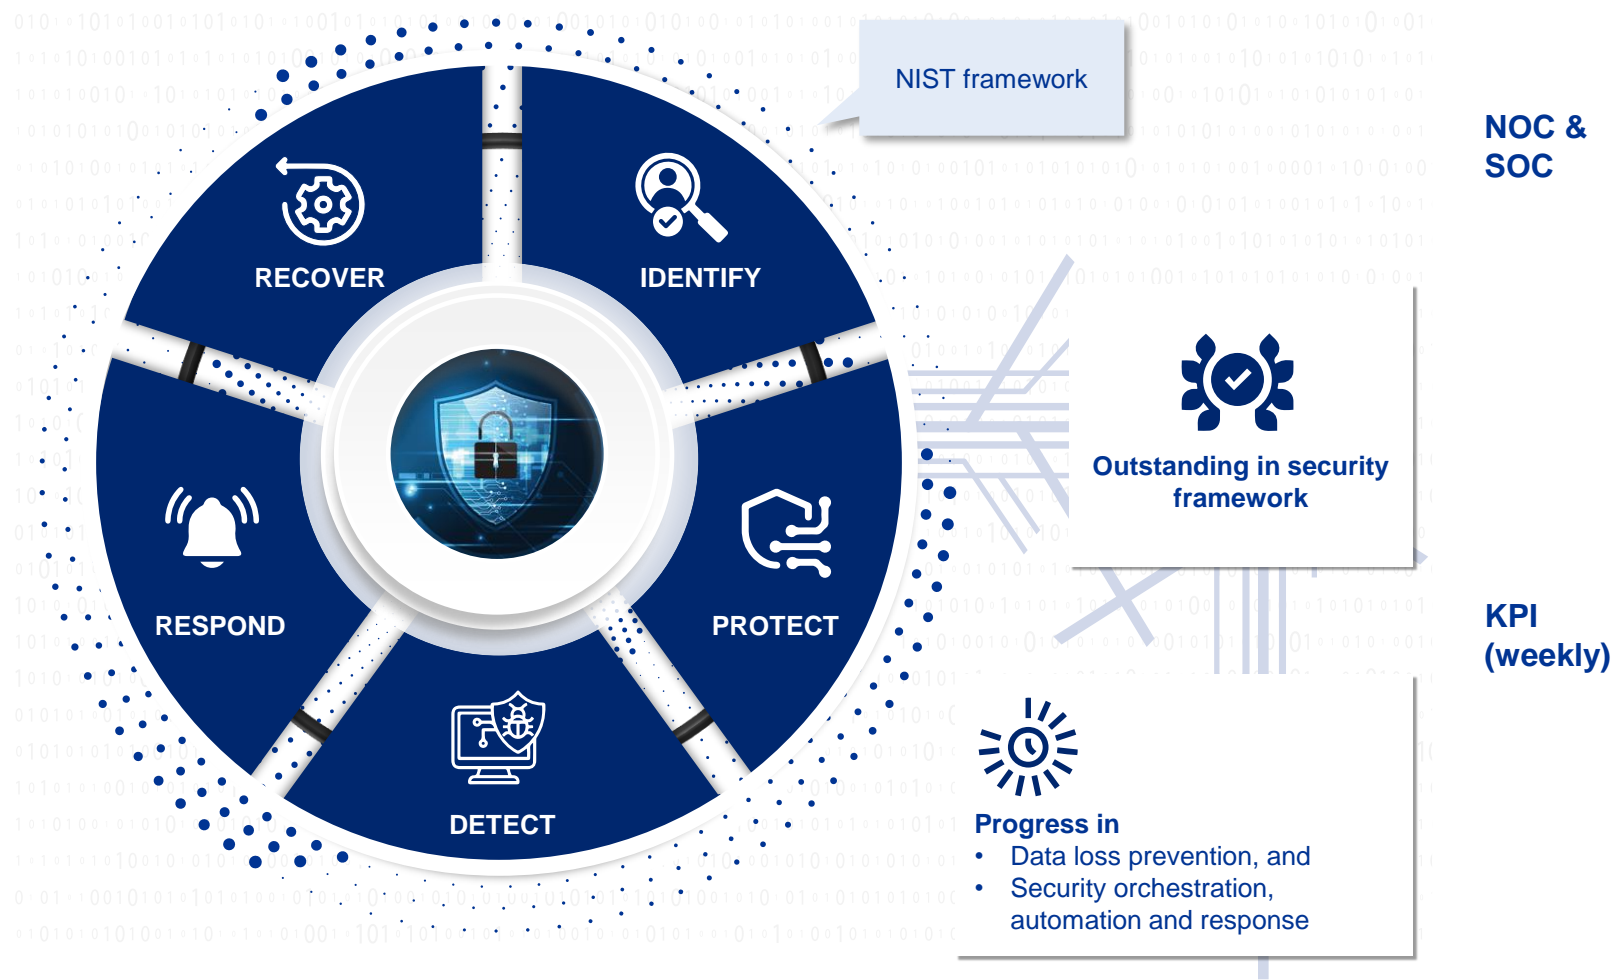 NIST framework
NOC &
SOC
RECOVER
IDENTIFY
Outstanding in security
framework
RESPOND
PROTECT
KPI
(weekly)
DETECT
Progress in
• Data loss prevention, and
• Security orchestration,
automation and response